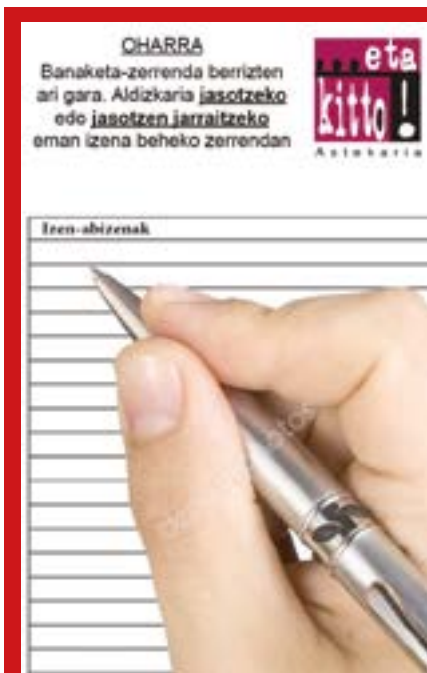 OHARRA
Banaketa-zerrenda berrizten
ari gara. Aldizkaria jasotzeko
edo jasotzen jarraitzeko
eman izena beheko zerrendan
...eta
kitto!
Astekaria
Izen-abizenak